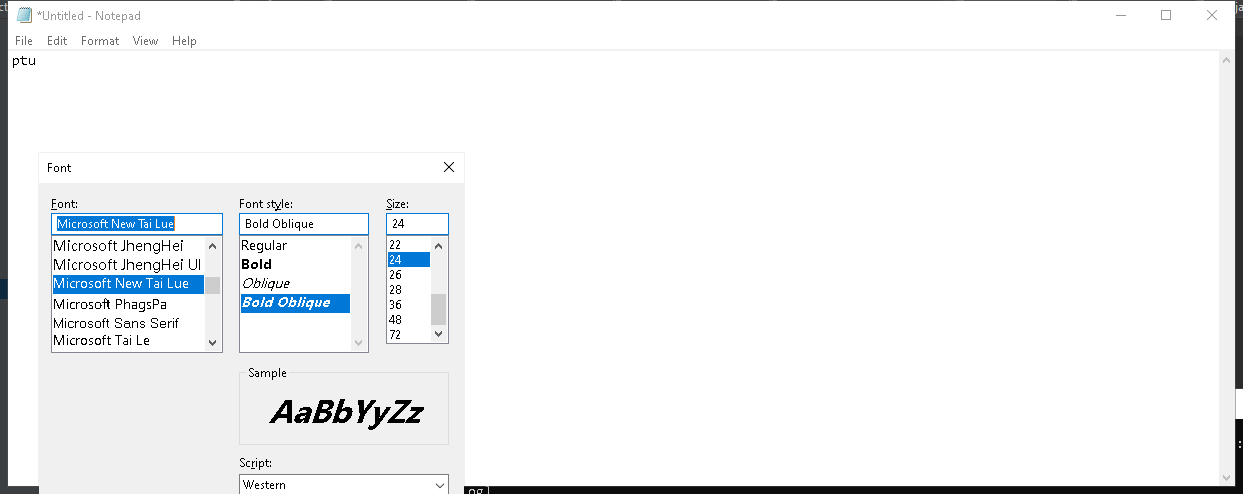 *Untitled - Notepad
File Edit Format View Help
ptu
Font
Font:
Microsoft New Tai Lue
Microsoft JhengHei
Microsoft JhengHei UI
Microsoft New Tai Lue
Microsoft PhagsPa
Microsoft Sans Serif
Microsoft Tai Le
Font style:
Bold Oblique
Regular
Bold
Oblique
Bold Oblique
Size:
24
22
24
26
28
36
48
72
Sample
AaBbYyZz
Script:
Western